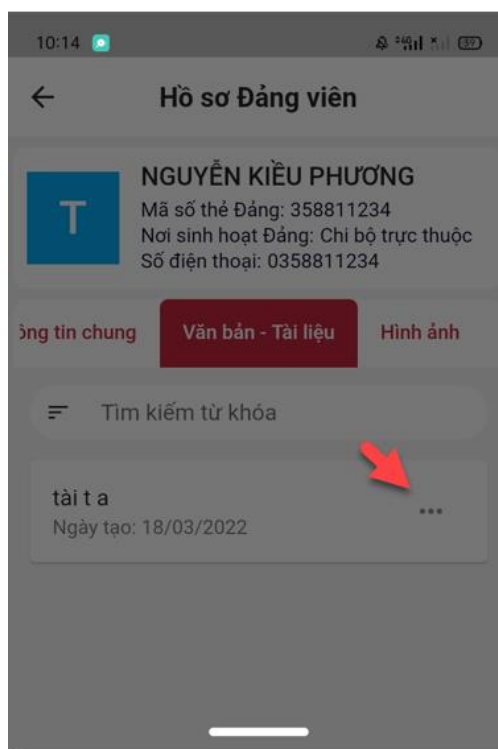 10:14
4G
39
Hồ sơ Đảng viên
T
NGUYỄN KIỀU PHƯƠNG
Mã số thẻ Đảng: 358811234
Nơi sinh hoạt Đảng: Chi bộ trực thuộc
Số điện thoại: 0358811234
ông tin chung
Văn bản - Tài liệu
Hình ảnh
Tìm kiếm từ khóa
tài t a
Ngày tạo: 18/03/2022